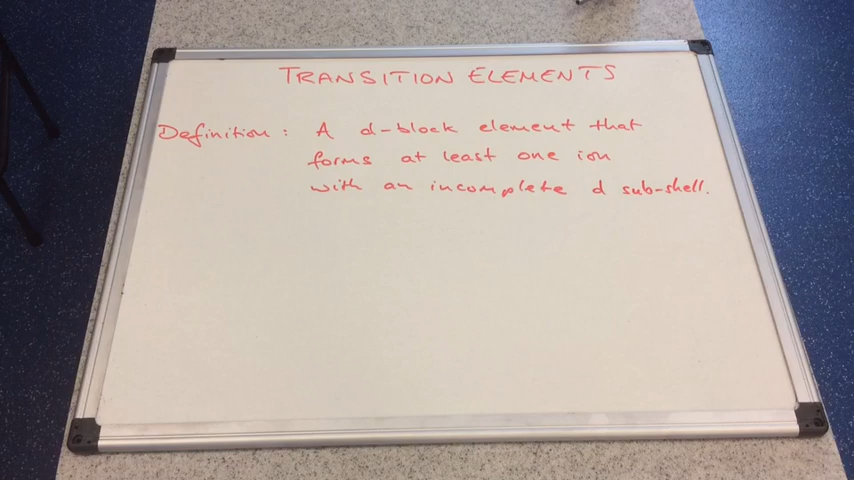 TRANSITION ELEMENTS
Definition: A d-block element that
forms at least one ion
with an incomplete d sub-shell.